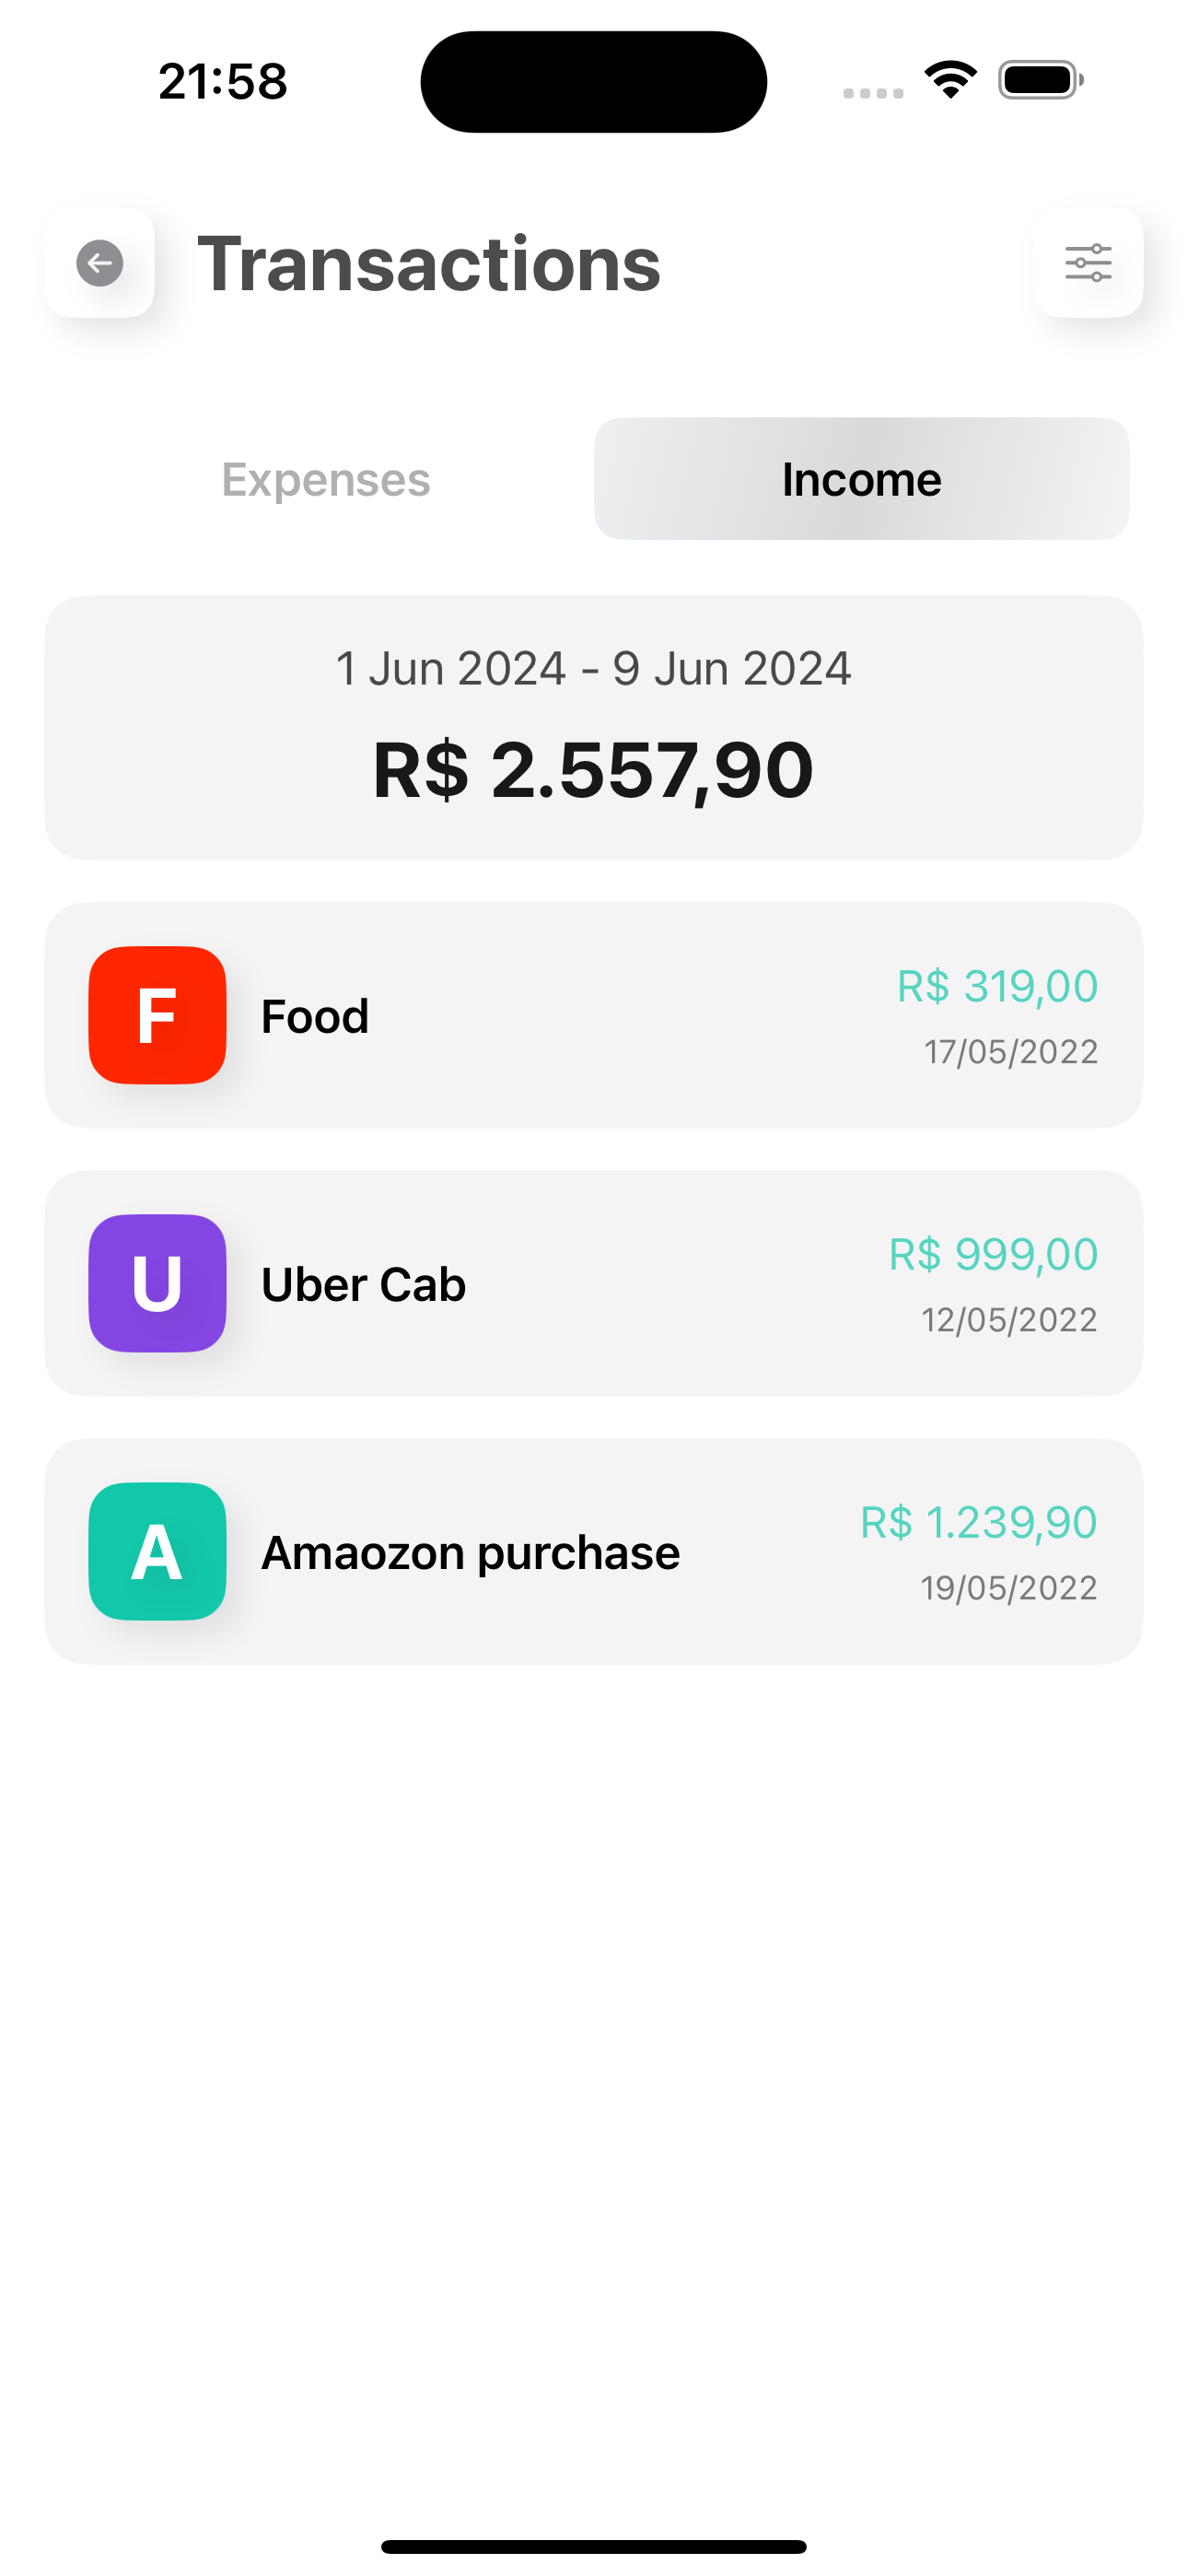 21:58
Transactions
Expenses
Income
1 Jun 2024 - 9 Jun 2024
R$ 2.557,90
F
Food
R$ 319,00
17/05/2022
U
Uber Cab
R$ 999,00
12/05/2022
A
Amaozon purchase
R$ 1.239,90
19/05/2022